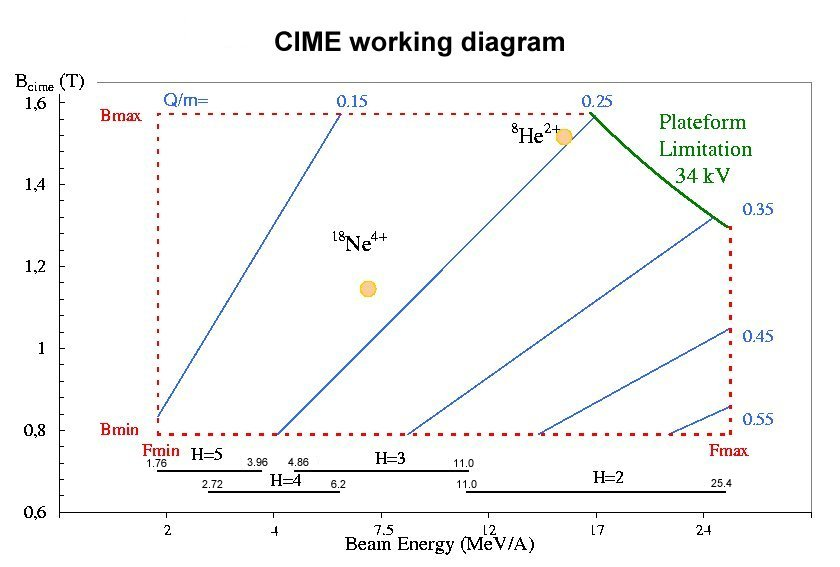 CIME working diagram
Bcime (T)
Q/m=
0.15
0.25
1,6
Bmax
8He2+
Plateform
Limitation
34 kV
1,4
0.35
18Ne4+
1,2
1
0.45
0.55
0,8
Bmin
Fmin
Fmax
H=5
1.76
3.96
4.86
H=3
11.0
H=4
2.72
6.2
11.0
H=2
25.4
0,6
2
4
7.5
12
17
24
Beam Energy (MeV/A)